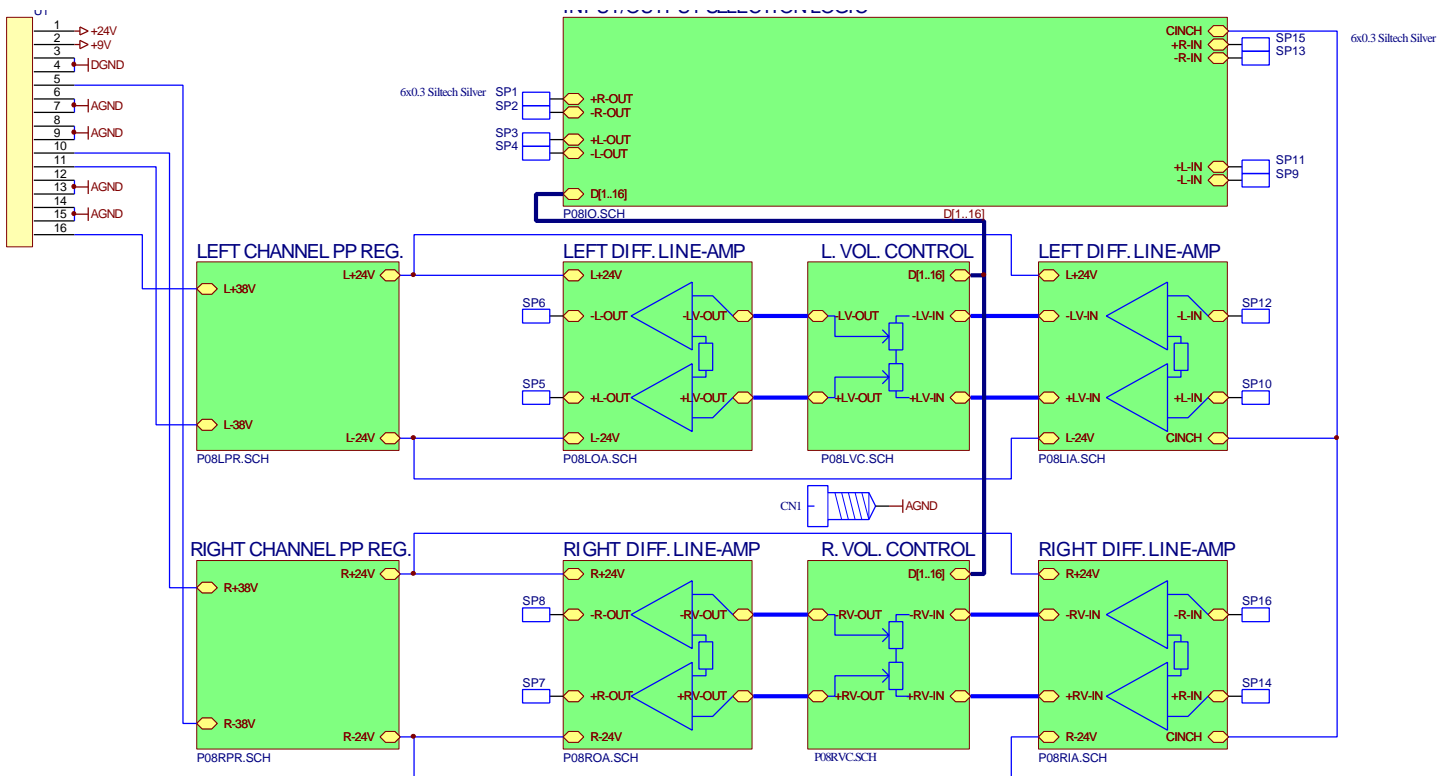 U1
1
+24V
2
+9V
3
4
DGND
5
6
7
AGND
8
9
AGND
10
11
12
13
AGND
14
15
AGND
16
INPUT/OUTPUT SELECTION LOGIC
CINCH
+R-IN
SP15
-R-IN
SP13
6x0.3 Siltech Silver
6x0.3 Siltech Silver
SP1
+R-OUT
SP2
-R-OUT
SP3
+L-OUT
SP4
-L-OUT
+L-IN
SP11
-L-IN
SP9
D[1..16]
P08IO.SCH
D[1..16]
LEFT CHANNEL PP REG.
L+24V
L+38V
L-38V
L-24V
P08LPR.SCH
LEFT DIFF. LINE-AMP
L+24V
SP6
-L-OUT
-LV-OUT
SP5
+L-OUT
+LV-OUT
L-24V
P08LOA.SCH
L. VOL. CONTROL
D[1..16]
-LV-OUT
-LV-IN
+LV-OUT
+LV-IN
P08LVC.SCH
LEFT DIFF. LINE-AMP
L+24V
-LV-IN
-L-IN
SP12
+LV-IN
+L-IN
SP10
L-24V
CINCH
P08LIA.SCH
CN1
AGND
RIGHT CHANNEL PP REG.
R+24V
R+38V
R-38V
R-24V
P08RPR.SCH
RIGHT DIFF. LINE-AMP
R+24V
SP8
-R-OUT
-RV-OUT
SP7
+R-OUT
+RV-OUT
R-24V
P08ROA.SCH
R. VOL. CONTROL
D[1..16]
-RV-OUT
-RV-IN
+RV-OUT
+RV-IN
P08RVC.SCH
RIGHT DIFF. LINE-AMP
R+24V
-RV-IN
-R-IN
SP16
+RV-IN
+R-IN
SP14
R-24V
CINCH
P08RIA.SCH